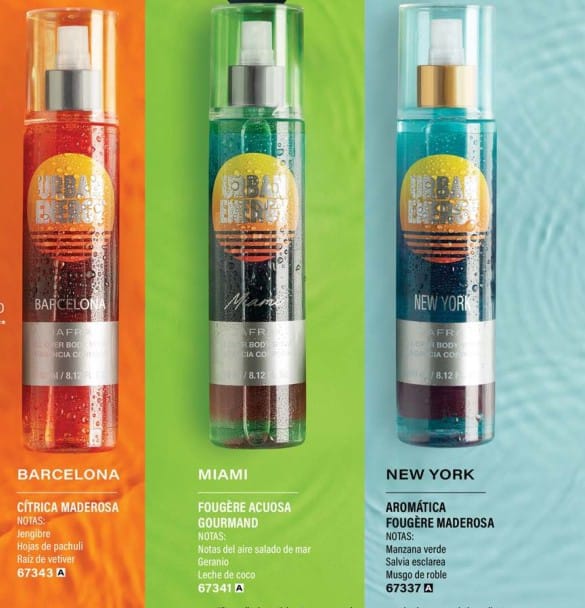 URBAN
ENERGY
BARCELONA
BARCELONA
CÍTRICA MADEROSA
NOTAS:
Jengibre
Hojas de pachuli
Raíz de vetiver
67343 A
URBAN
ENERGY
Miami
MIAMI
FOUGÈRE ACUOSA
GOURMAND
NOTAS:
Notas del aire salado de mar
Geranio
Leche de coco
67341 A
URBAN
ENERGY
NEW YORK
/ 8.12
NEW YORK
AROMÁTICA
FOUGÈRE MADEROSA
NOTAS:
Manzana verde
Salvia esclarea
Musgo de roble
67337 A